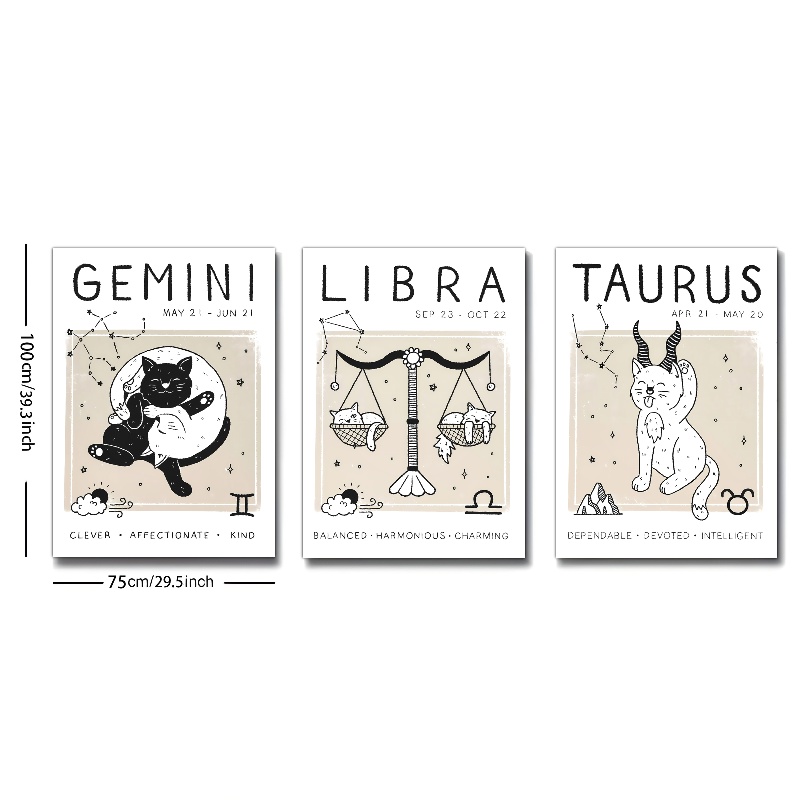 GEMINI
MAY 21 - JUN 21
CLEVER • AFFECTIONATE • KIND
LIBRA
SEP 23 - OCT 22
BALANCED • HARMONIOUS • CHARMING
TAURUS
APR 21 - MAY 20
DEPENDABLE • DEVOTED • INTELLIGENT
100cm/39.3inch
75cm/29.5inch